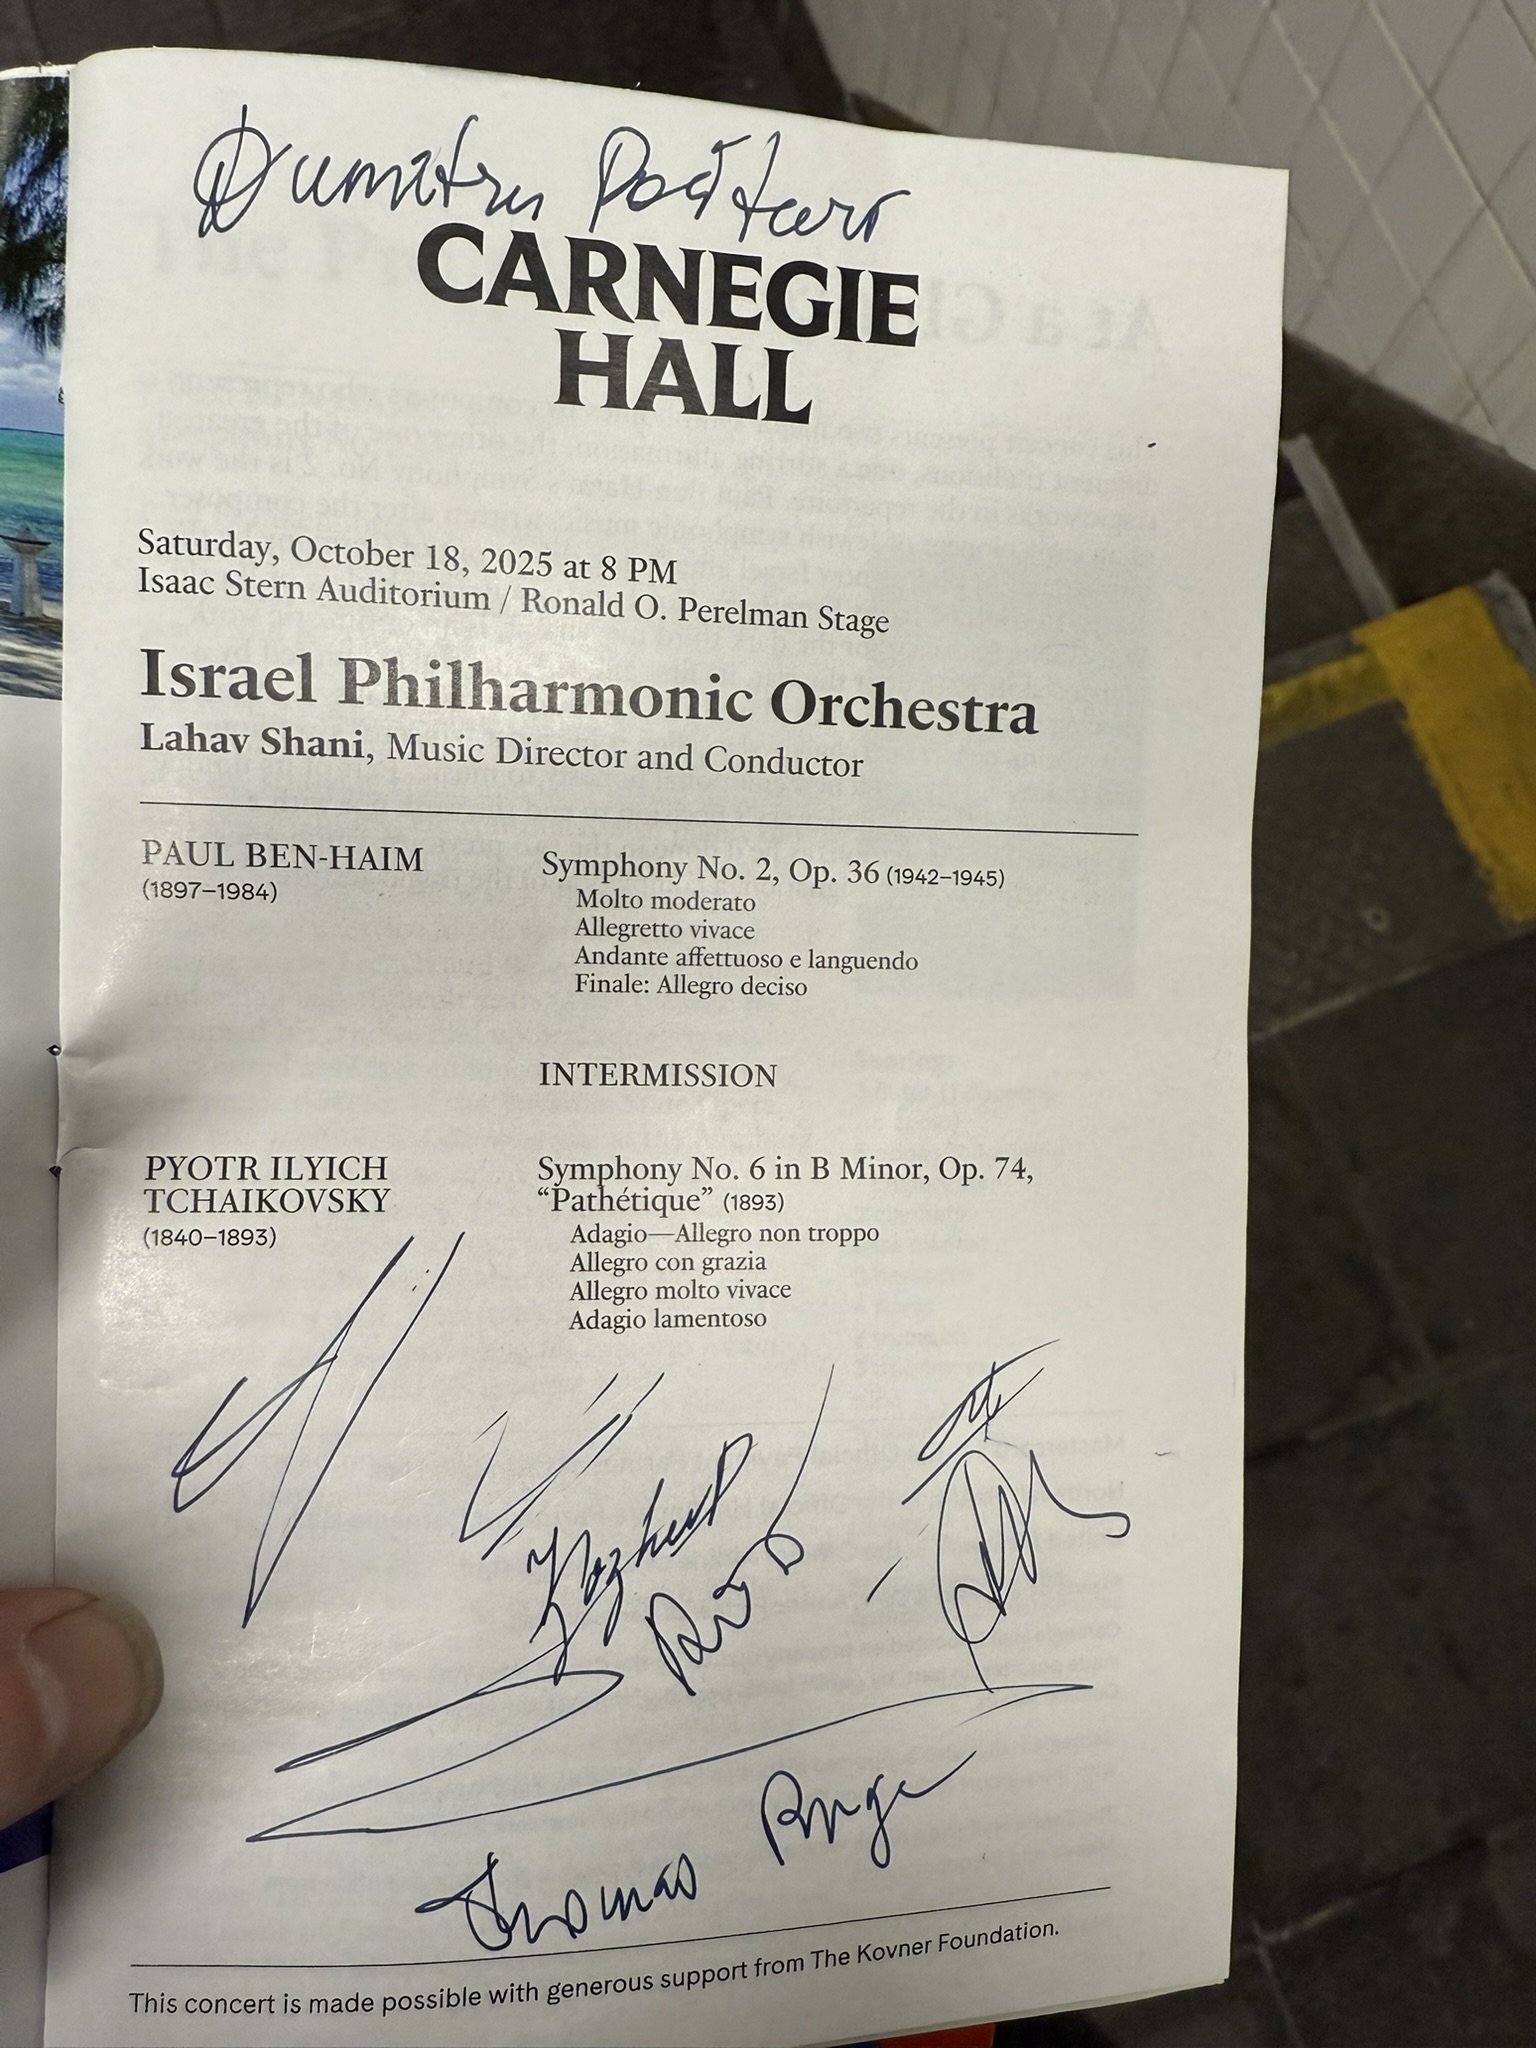 Dumitru
CARNEGIE
HALL
Saturday, October 18, 2025 at 8 PM
Isaac Stern Auditorium / Ronald O. Perelman Stage
Israel Philharmonic Orchestra
Lahav Shani, Music Director and Conductor
PAUL BEN-HAIM
(1897–1984)
Symphony No. 2, Op. 36 (1942–1945)
Molto moderato
Allegretto vivace
Andante affettuoso e languendo
Finale: Allegro deciso
INTERMISSION
PYOTR ILYICH
TCHAIKOVSKY
(1840–1893)
Symphony No. 6 in B Minor, Op. 74,
“Pathétique” (1893)
Adagio—Allegro non troppo
Allegro con grazia
Allegro molto vivace
Adagio lamentoso
Thomas
This concert is made possible with generous support from The Kovner Foundation.